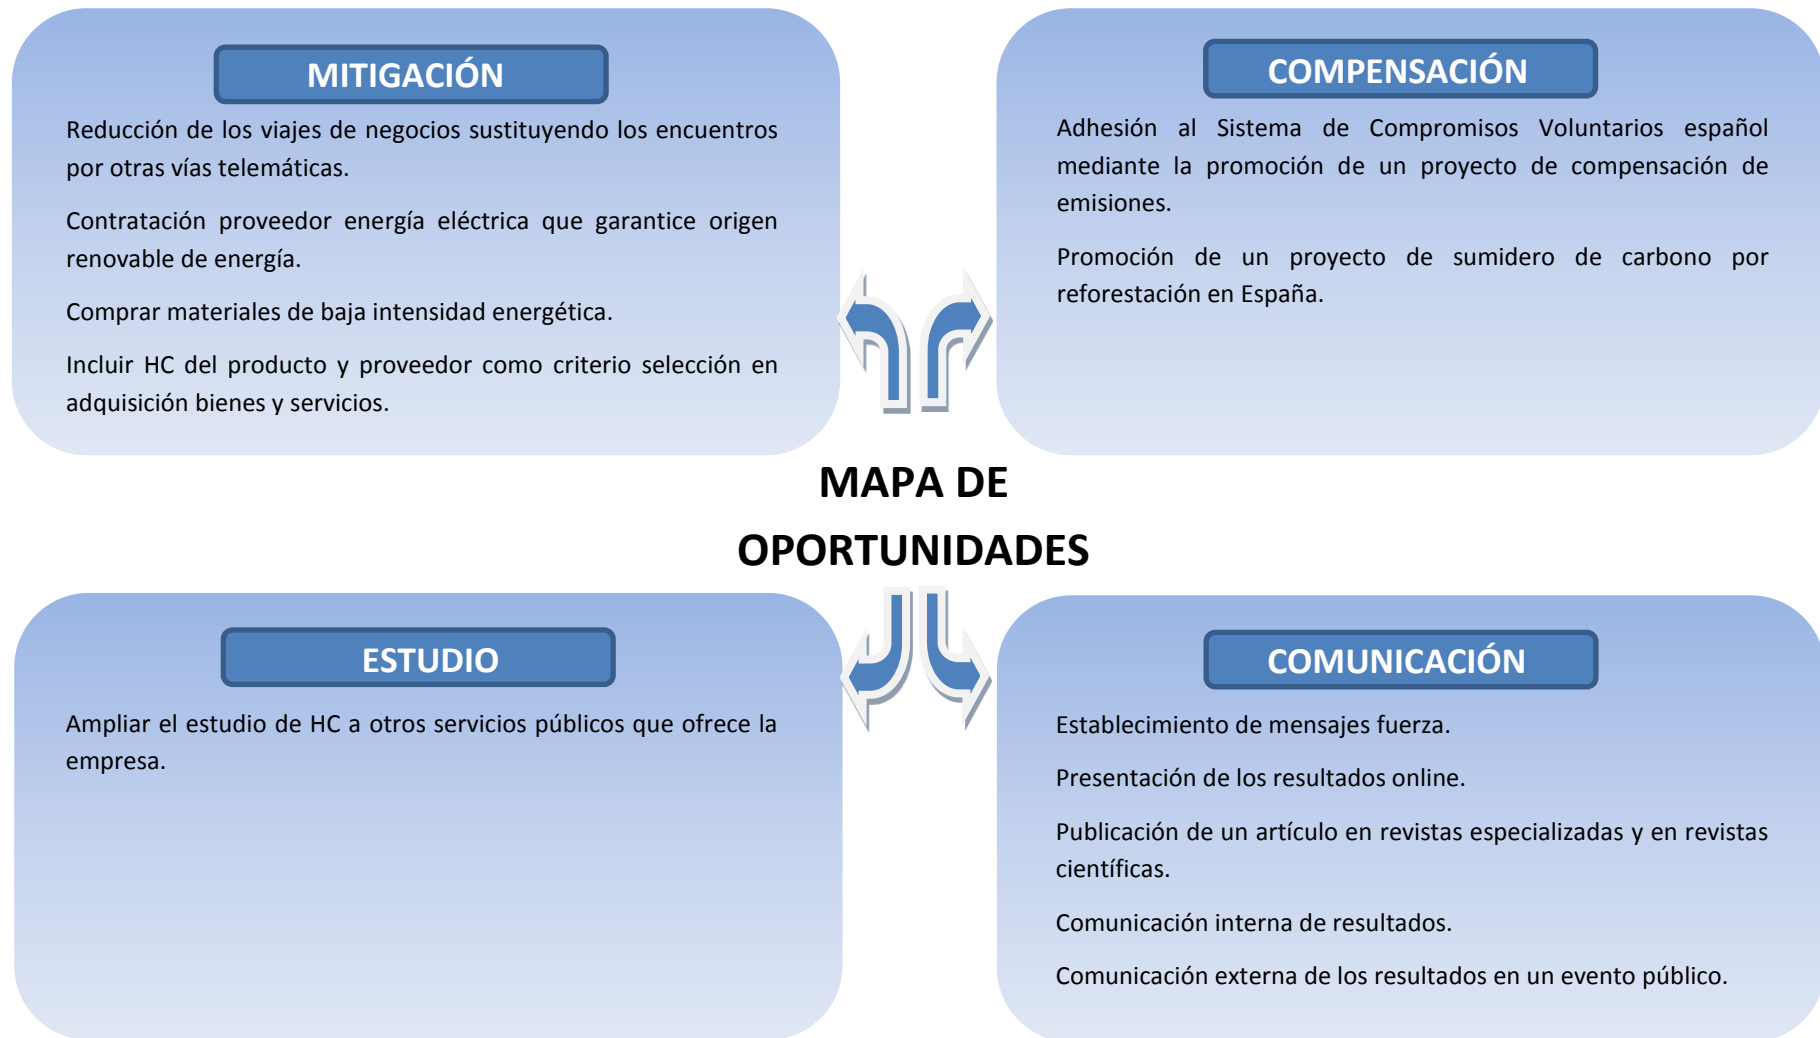 MITIGACIÓN
Reducción de los viajes de negocios sustituyendo los encuentros
por otras vías telemáticas.
Contratación proveedor energía eléctrica que garantice origen
renovable de energía.
Comprar materiales de baja intensidad energética.
Incluir HC del producto y proveedor como criterio selección en
adquisición bienes y servicios.
COMPENSACIÓN
Adhesión al Sistema de Compromisos Voluntarios español
mediante la promoción de un proyecto de compensación de
emisiones.
Promoción de un proyecto de sumidero de carbono por
reforestación en España.
MAPA DE
OPORTUNIDADES
ESTUDIO
Ampliar el estudio de HC a otros servicios públicos que ofrece la
empresa.
COMUNICACIÓN
Establecimiento de mensajes fuerza.
Presentación de los resultados online.
Publicación de un artículo en revistas especializadas y en revistas
científicas.
Comunicación interna de resultados.
Comunicación externa de los resultados en un evento público.